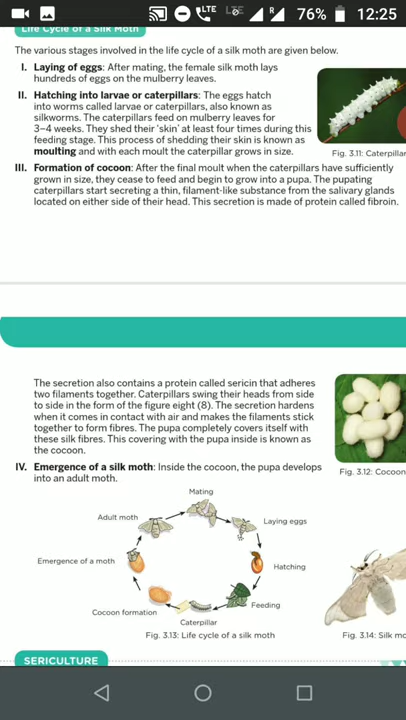 LTE LTE R 76% 12:25
Life Cycle of a Silk Moth
The various stages involved in the life cycle of a silk moth are given below.
I. Laying of eggs: After mating, the female silk moth lays
hundreds of eggs on the mulberry leaves.
II. Hatching into larvae or caterpillars: The eggs hatch
into worms called larvae or caterpillars, also known as
silkworms. The caterpillars feed on mulberry leaves for
3–4 weeks. They shed their ‘skin’ at least four times during this
feeding stage. This process of shedding their skin is known as
moulting and with each moult the caterpillar grows in size.
Fig. 3.11: Caterpillar
III. Formation of cocoon: After the final moult when the caterpillars have sufficiently
grown in size, they cease to feed and begin to grow into a pupa. The pupating
caterpillars start secreting a thin, filament-like substance from the salivary glands
located on either side of their head. This secretion is made of protein called fibroin.
The secretion also contains a protein called sericin that adheres
two filaments together. Caterpillars swing their heads from side
to side in the form of the figure eight (8). The secretion hardens
when it comes in contact with air and makes the filaments stick
together to form fibres. The pupa completely covers itself with
these silk fibres. This covering with the pupa inside is known as
the cocoon.
Fig. 3.12: Cocoon
IV. Emergence of a silk moth: Inside the cocoon, the pupa develops
into an adult moth.
Mating
Adult moth
Laying eggs
Emergence of a moth
Hatching
Feeding
Cocoon formation
Caterpillar
Fig. 3.13: Life cycle of a silk moth
Fig. 3.14: Silk mo
SERICULTURE